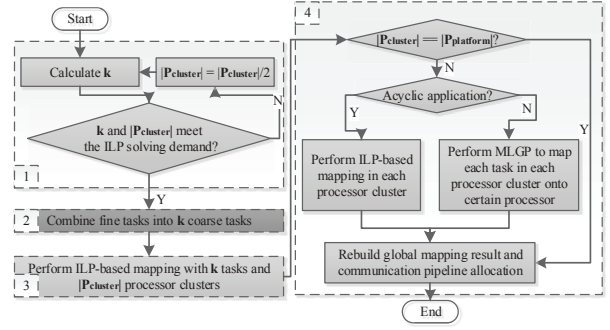 Start
Calculate k
|Pcluster| = |Pcluster|/2
N
k and |Pcluster| meet
the ILP solving demand?
1
Y
2
Combine fine tasks into k coarse tasks
Perform ILP-based mapping with k tasks and
|Pcluster| processor clusters
3
4
|Pcluster| == |Pplatform|?
Y
N
Acyclic application?
Y
N
Perform ILP-based
mapping in each
processor cluster
Perform MLGP to map
each task in each
processor cluster onto
certain processor
Rebuild global mapping result and
communication pipeline allocation
End